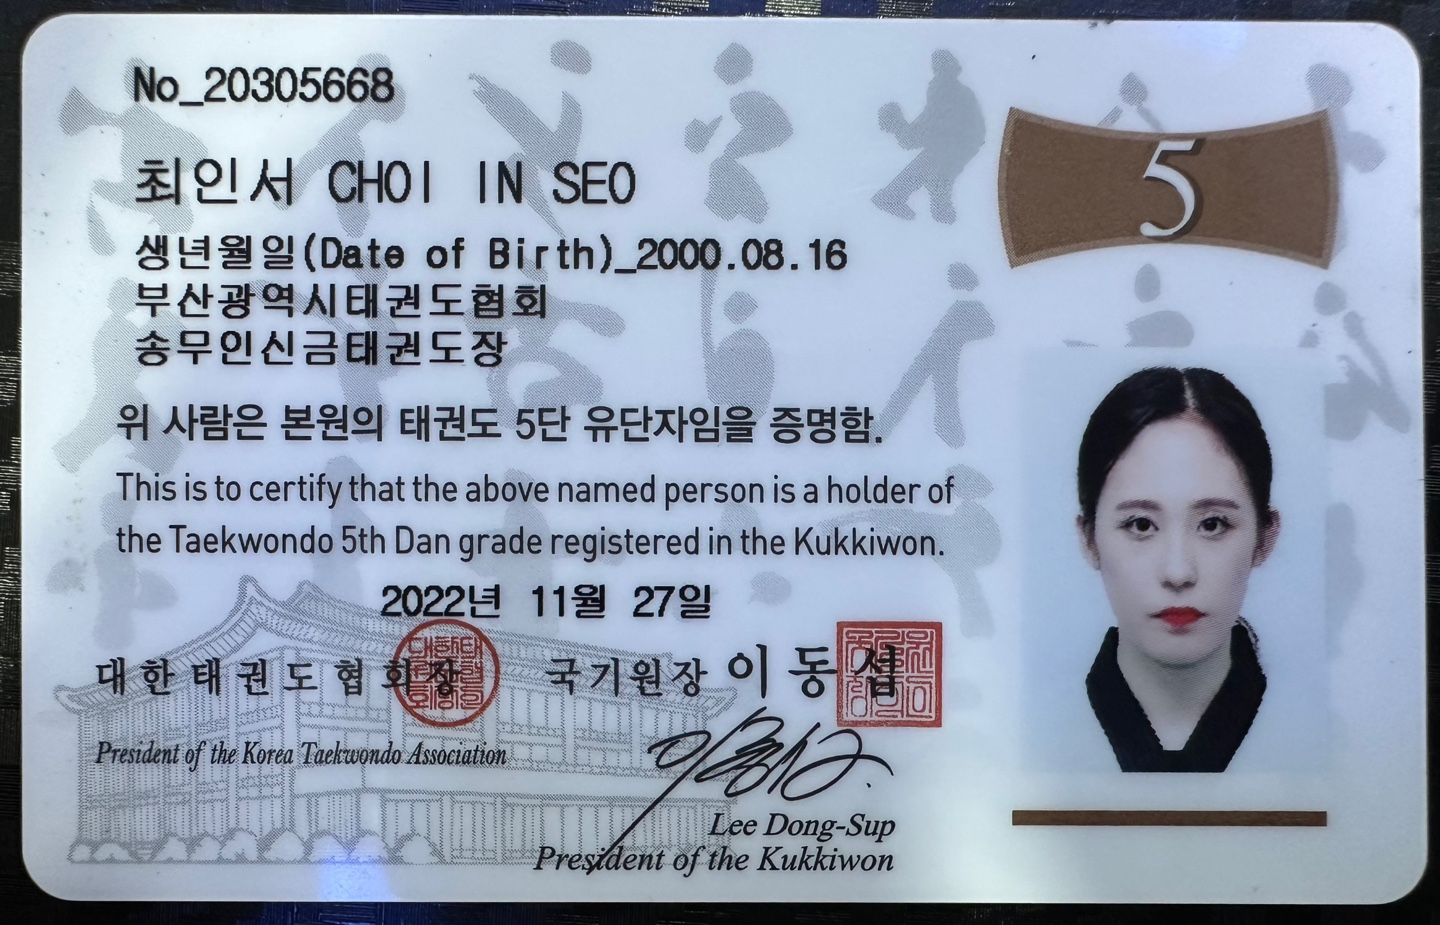 No_20305668
5
최인서 CHOI IN SEO
생년월일(Date of Birth)_2000.08.16
부산광역시태권도협회
송무인신금태권도장
위 사람은 본원의 태권도 5단 유단자임을 증명함.
This is to certify that the above named person is a holder of
the Taekwondo 5th Dan grade registered in the Kukkiwon.
2022년 11월 27일
대한태권도협회장 국기원장 이동섭
President of the Korea Taekwondo Association
Lee Dong-Sup
President of the Kukkiwon